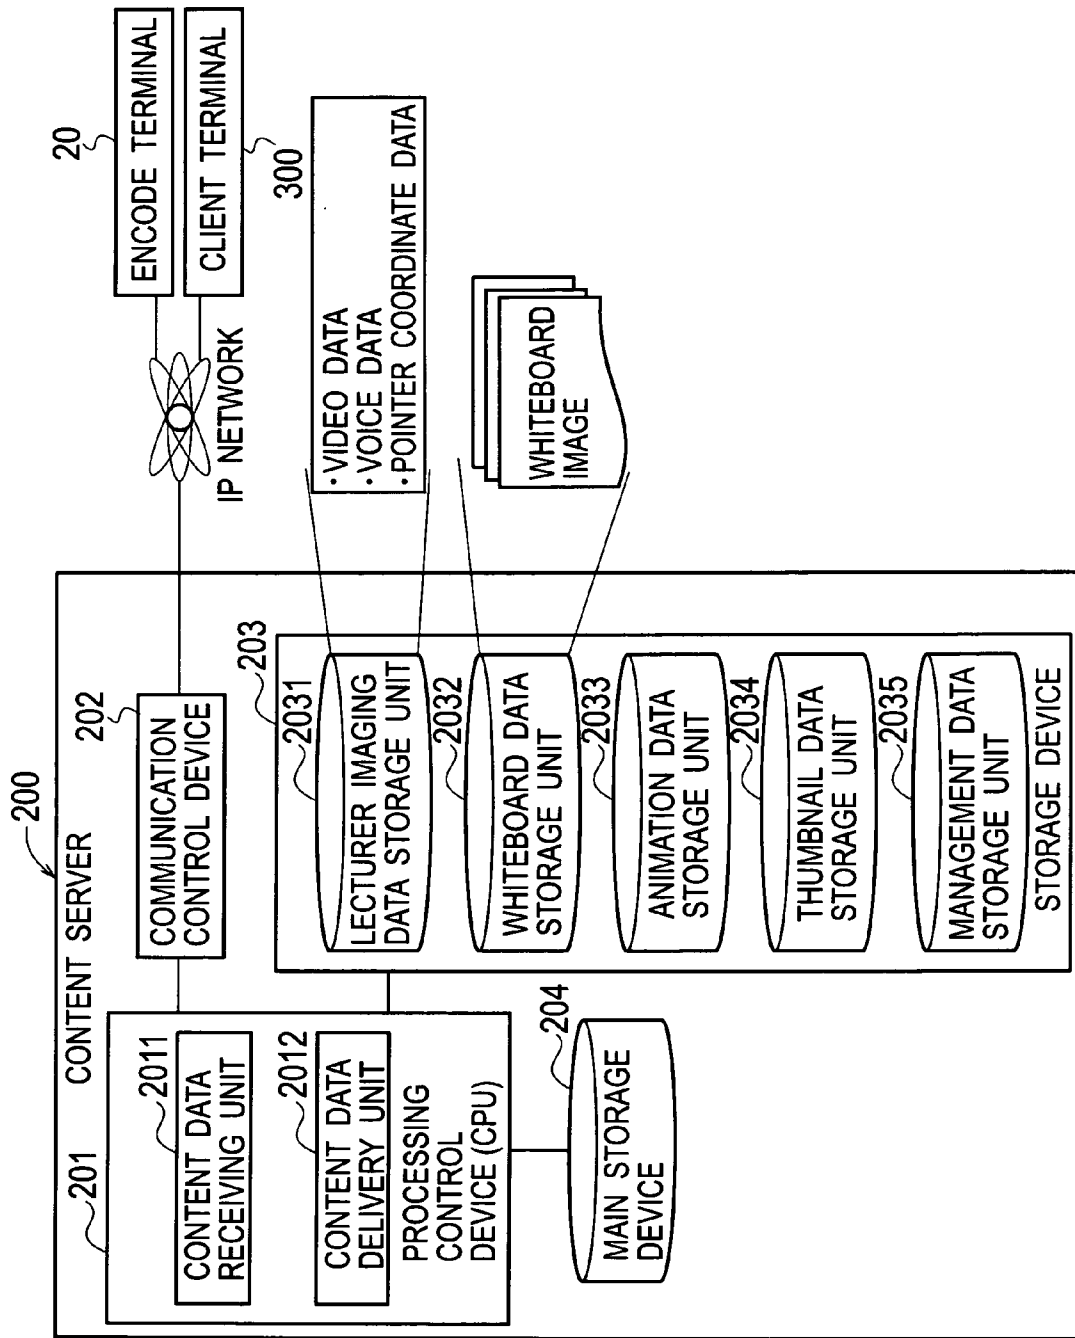 200
CONTENT SERVER
201
2011
CONTENT DATA
RECEIVING UNIT
2012
CONTENT DATA
DELIVERY UNIT
PROCESSING
CONTROL
DEVICE (CPU)
204
MAIN STORAGE
DEVICE
202
COMMUNICATION
CONTROL DEVICE
203
2031
LECTURER IMAGING
DATA STORAGE UNIT
2032
WHITEBOARD DATA
STORAGE UNIT
2033
ANIMATION DATA
STORAGE UNIT
2034
THUMBNAIL DATA
STORAGE UNIT
2035
MANAGEMENT DATA
STORAGE UNIT
STORAGE DEVICE
IP NETWORK
20
ENCODE TERMINAL
CLIENT TERMINAL
300
・VIDEO DATA
・VOICE DATA
・POINTER COORDINATE DATA
WHITEBOARD
IMAGE